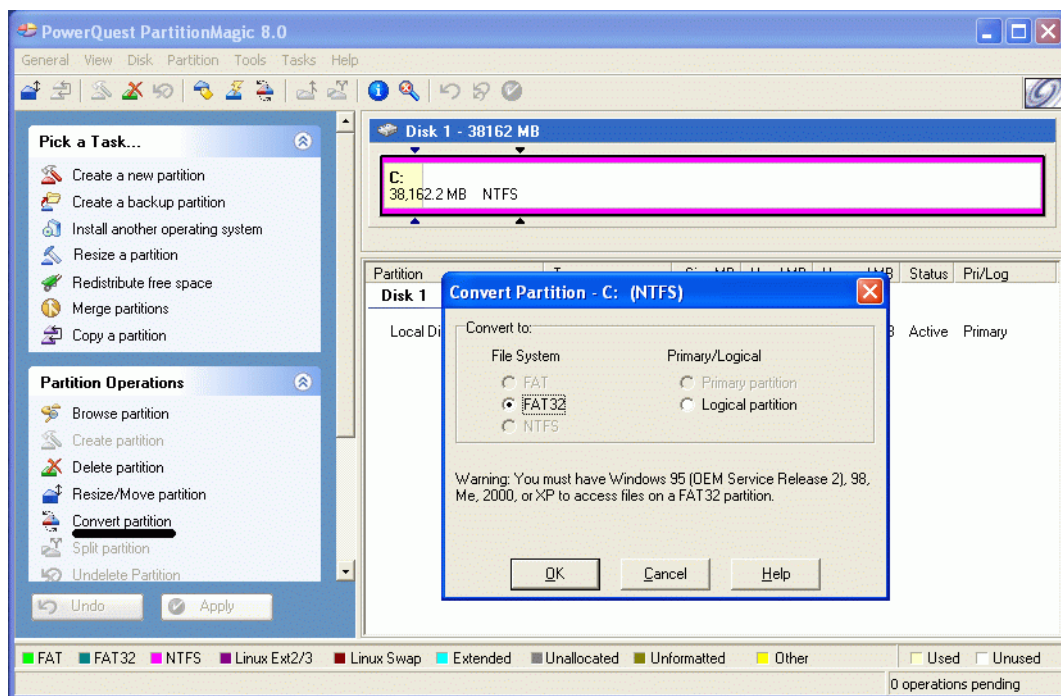 PowerQuest PartitionMagic 8.0
General View Disk Partition Tools Tasks Help
Pick a Task...
Create a new partition
Create a backup partition
Install another operating system
Resize a partition
Redistribute free space
Merge partitions
Copy a partition
Partition Operations
Browse partition
Create partition
Delete partition
Resize/Move partition
Convert partition
Split partition
Undelete Partition
Undo Apply
Disk 1 - 38162 MB
C:
38,162.2 MB NTFS
Partition Status Pri/Log
Disk 1
Local Di Active Primary
Convert Partition - C: (NTFS)
Convert to:
File System Primary/Logical
FAT Primary partition
FAT32 Logical partition
NTFS
Warning: You must have Windows 95 (OEM Service Release 2), 98,
Me, 2000, or XP to access files on a FAT32 partition.
OK Cancel Help
FAT FAT32 NTFS Linux Ext2/3 Linux Swap Extended Unallocated Unformatted Other Used Unused
0 operations pending